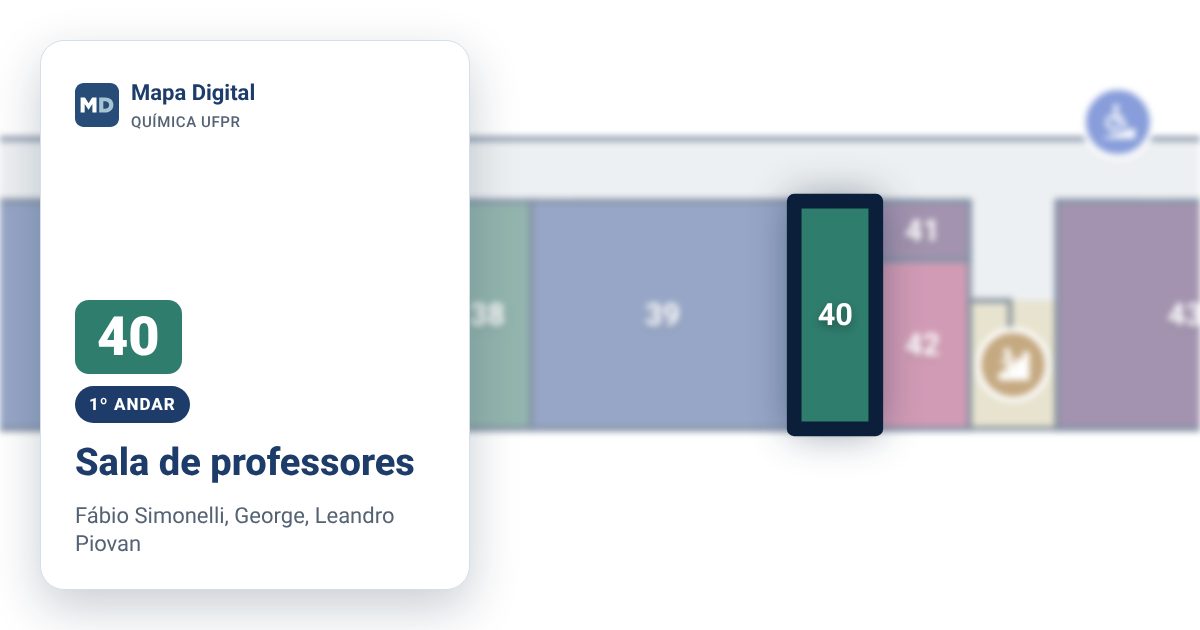 MD
Mapa Digital
QUÍMICA UFPR
40
1º ANDAR
Sala de professores
Fábio Simonelli, George, Leandro
Piovan
38
39
40
41
42
43